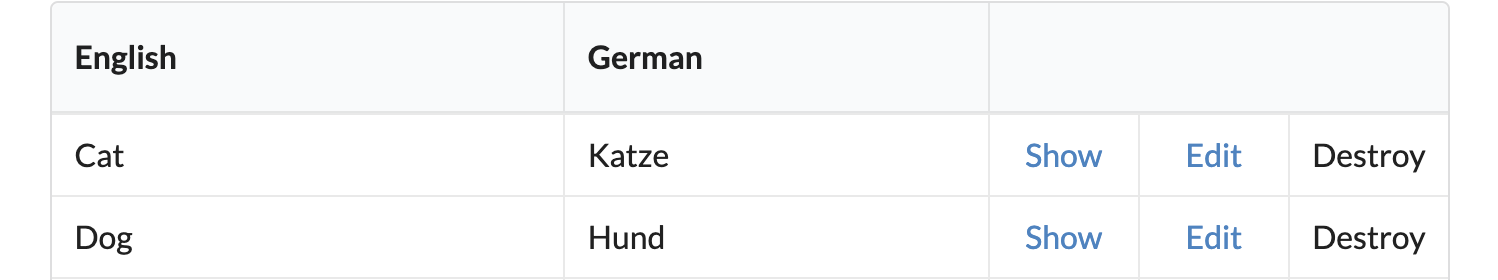 English German
Cat Katze Show Edit Destroy
Dog Hund Show Edit Destroy